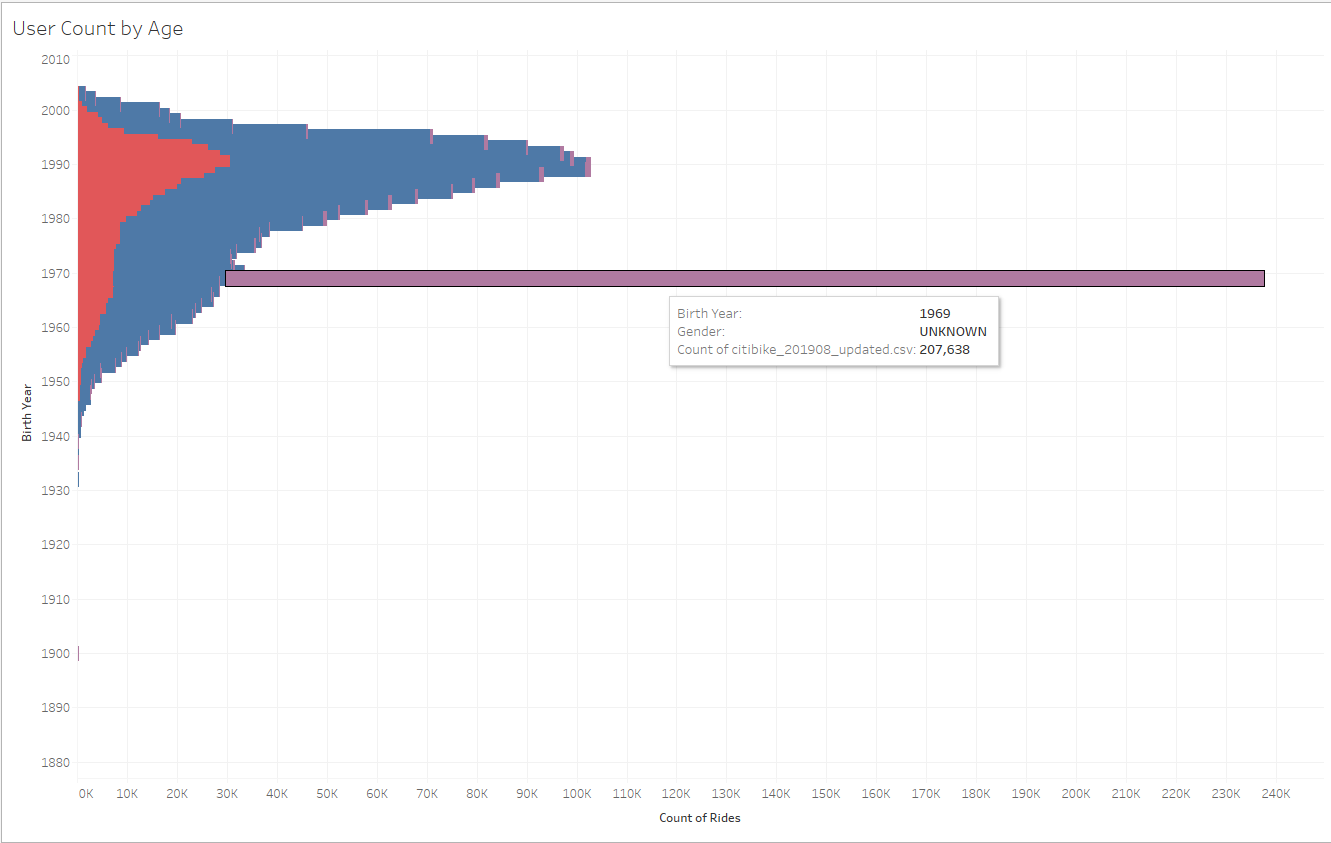 User Count by Age
2010
2000
1990
1980
1970
1960
1950
1940
1930
1920
1910
1900
1890
1880
Birth Year
Birth Year: 1969
Gender: UNKNOWN
Count of citibike_201908_updated.csv: 207,638
0K 10K 20K 30K 40K 50K 60K 70K 80K 90K 100K 110K 120K 130K 140K 150K 160K 170K 180K 190K 200K 210K 220K 230K 240K
Count of Rides